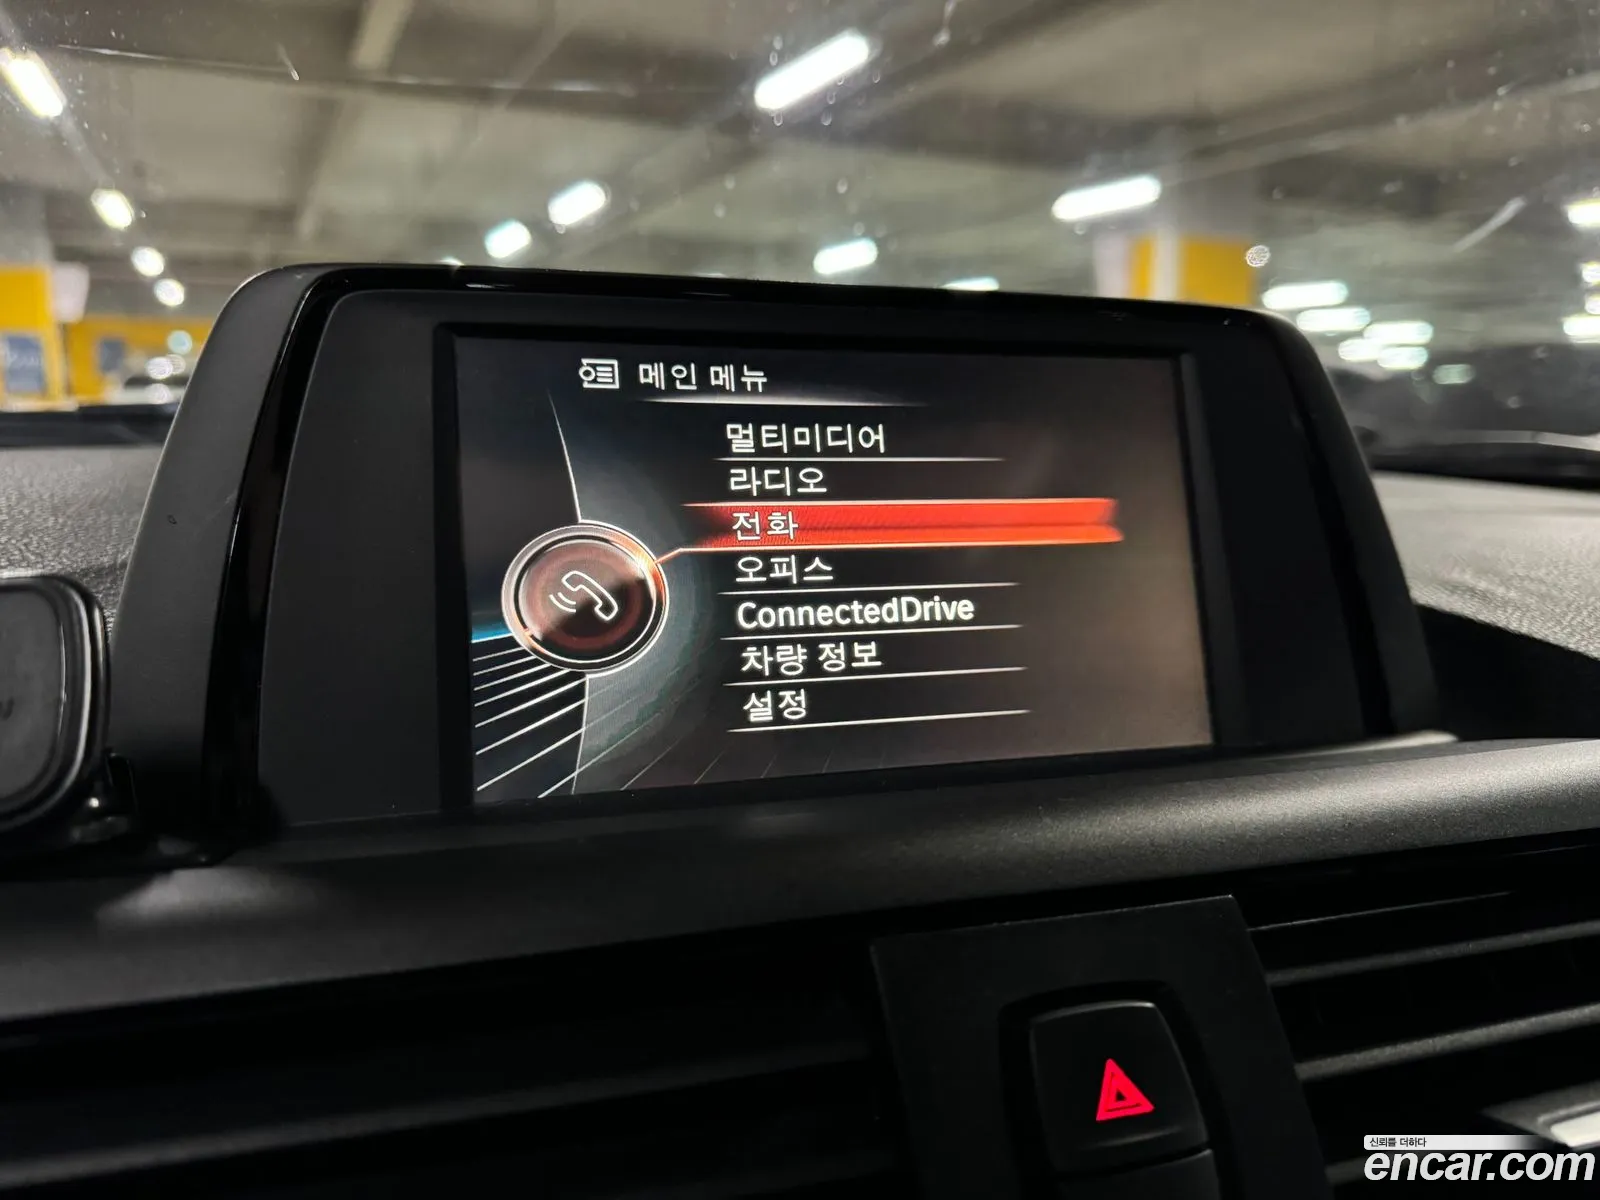 메인 메뉴
멀티미디어
라디오
전화
오피스
ConnectedDrive
차량 정보
설정
신뢰를 더하다
encar.com